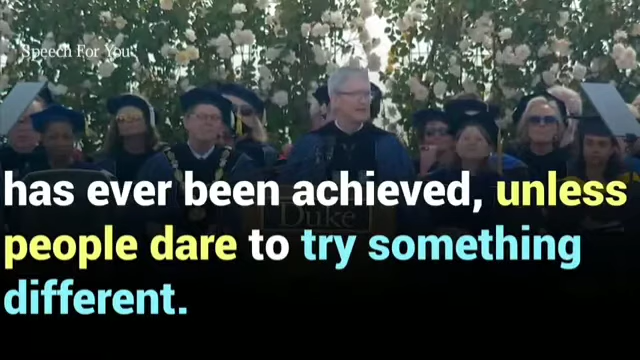 Speech For You
has ever been achieved, unless
people dare to try something
different.
Duke